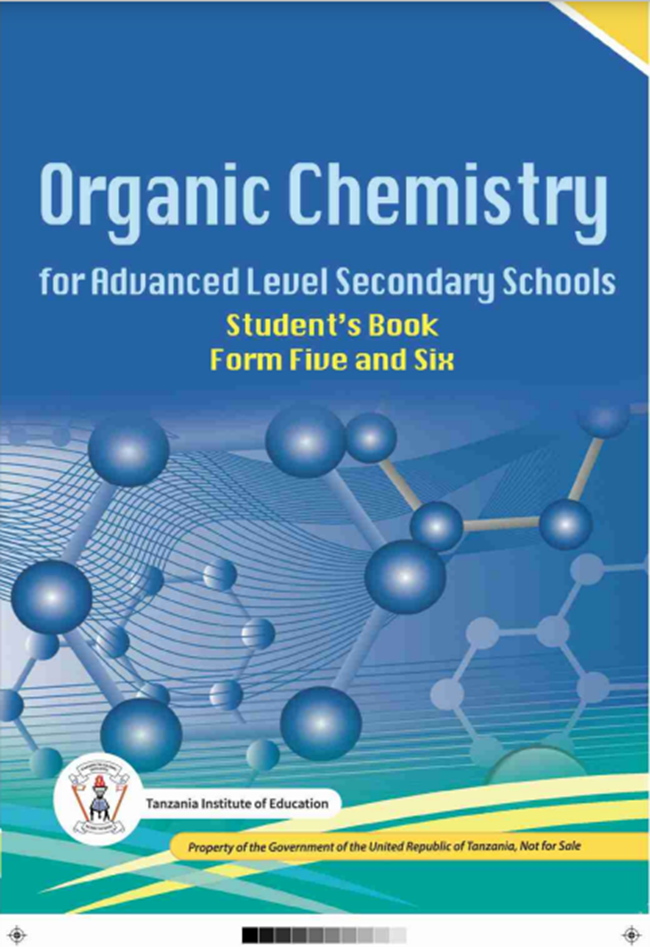 Organic Chemistry
for Advanced Level Secondary Schools
Student's Book
Form Five and Six
Tanzania Institute of Education
Property of the Government of the United Republic of Tanzania, Not for Sale